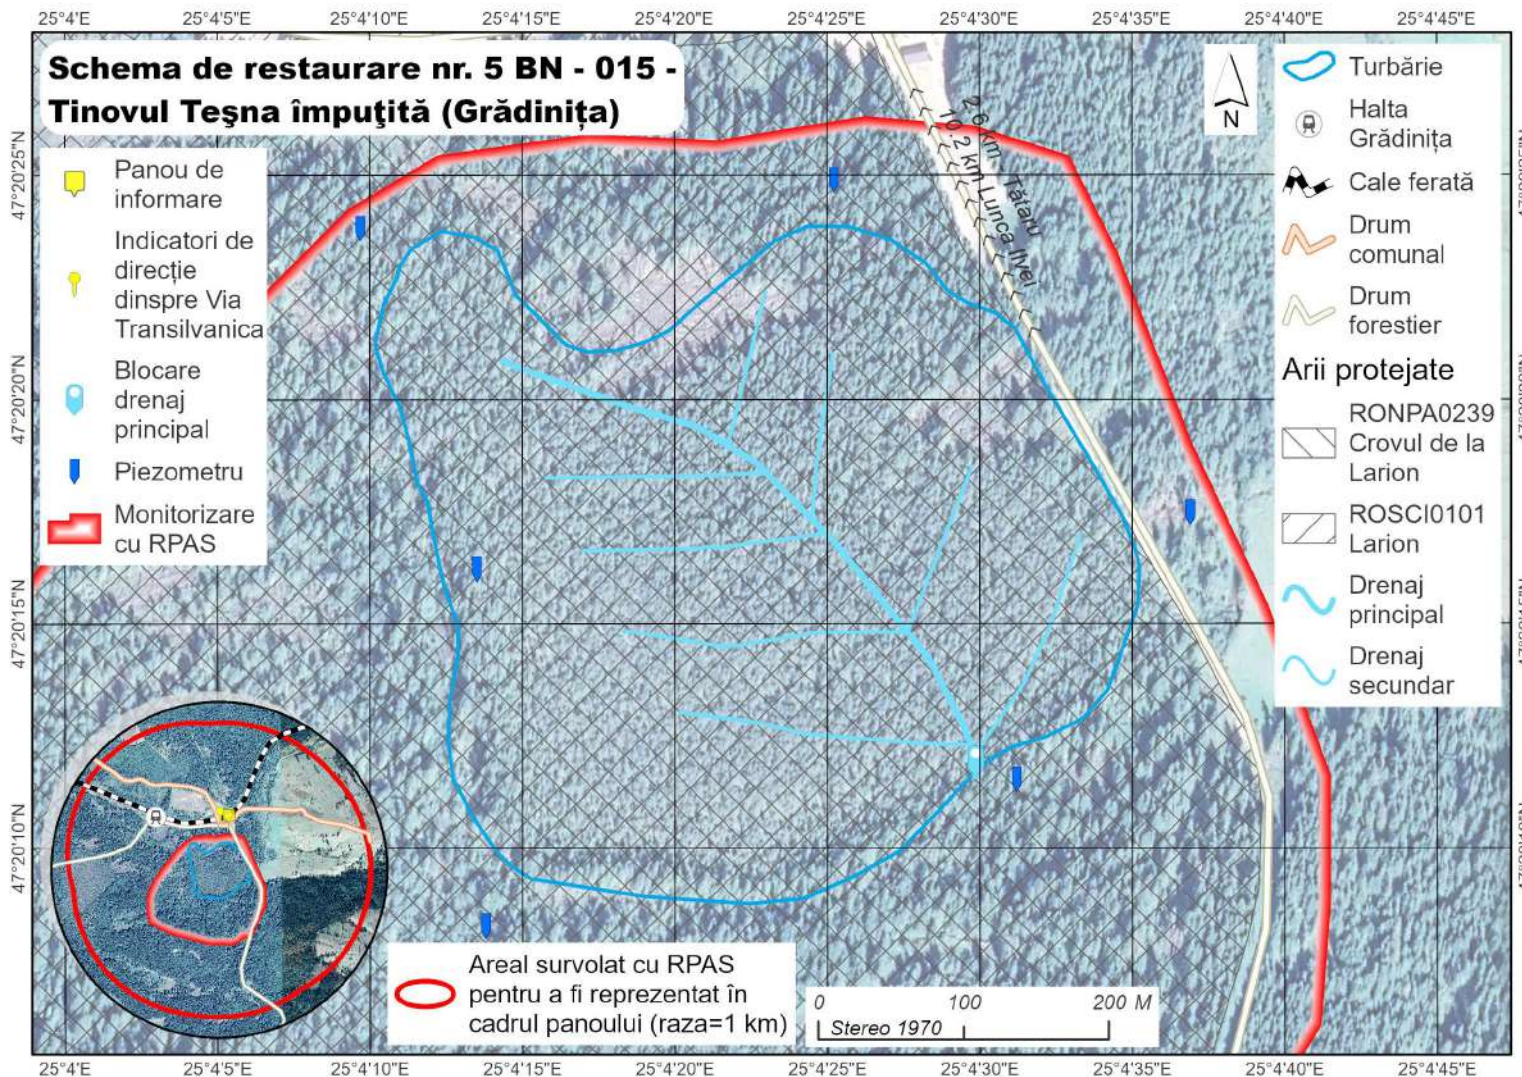 25°4'E
25°4'5"E
25°4'10"E
25°4'15"E
25°4'20"E
25°4'25"E
25°4'30"E
25°4'35"E
25°4'40"E
25°4'45"E
Schema de restaurare nr. 5 BN - 015 -
Tinovul Teşna împuţită (Grădinița)
Panou de
informare
Indicatori de
direcție
dinspre Via
Transilvanica
Blocare
drenaj
principal
Piezometru
Monitorizare
cu RPAS
47°20'25"N
47°20'20"N
47°20'15"N
47°20'10"N
2.6 km - Tătaru
10.2 km Lunca Ilvei
N
Turbărie
Halta
Grădinița
Cale ferată
Drum
comunal
Drum
forestier
Arii protejate
RONPA0239
Crovul de la
Larion
ROSCI0101
Larion
Drenaj
principal
Drenaj
secundar
Areal survolat cu RPAS
pentru a fi reprezentat în
cadrul panoului (raza=1 km)
0 100 200 M
Stereo 1970
25°4'E
25°4'5"E
25°4'10"E
25°4'15"E
25°4'20"E
25°4'25"E
25°4'30"E
25°4'35"E
25°4'40"E
25°4'45"E